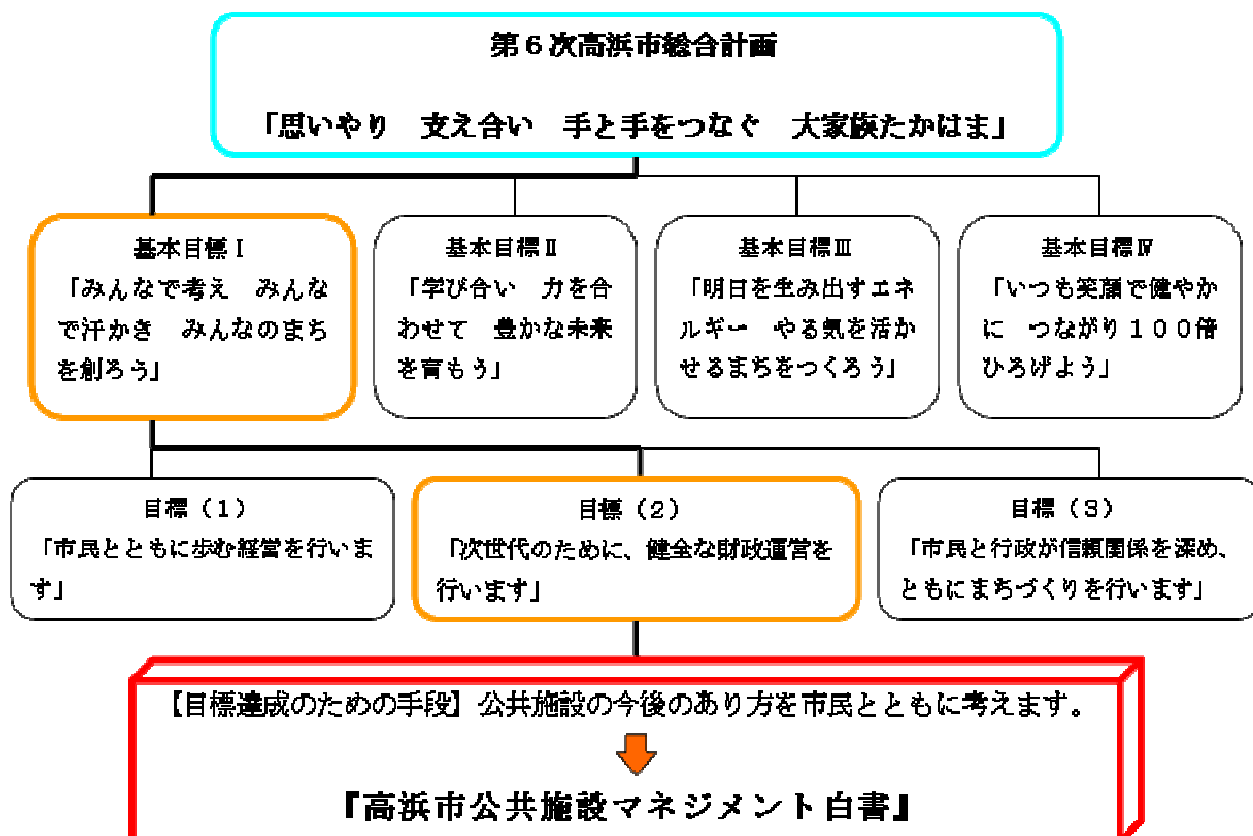 第6次高浜市総合計画
「思いやり　支え合い　手と手をつなぐ　大家族たかはま」
基本目標Ⅰ
「みんなで考え　みんな
で汗かき　みんなのまち
を創ろう」
基本目標Ⅱ
「学び合い　力を合
わせて　豊かな未来
を育もう」
基本目標Ⅲ
「明日を生み出すエネ
ルギー　やる気を活か
せるまちをつくろう」
基本目標Ⅳ
「いつも笑顔で健やか
に　つながり１００倍
ひろげよう」
目標（1）
「市民とともに歩む経営を行いま
す」
目標（2）
「次世代のために、健全な財政運営を
行います」
目標（3）
「市民と行政が信頼関係を深め、
ともにまちづくりを行います」
【目標達成のための手段】公共施設の今後のあり方を市民とともに考えます。
『高浜市公共施設マネジメント白書』